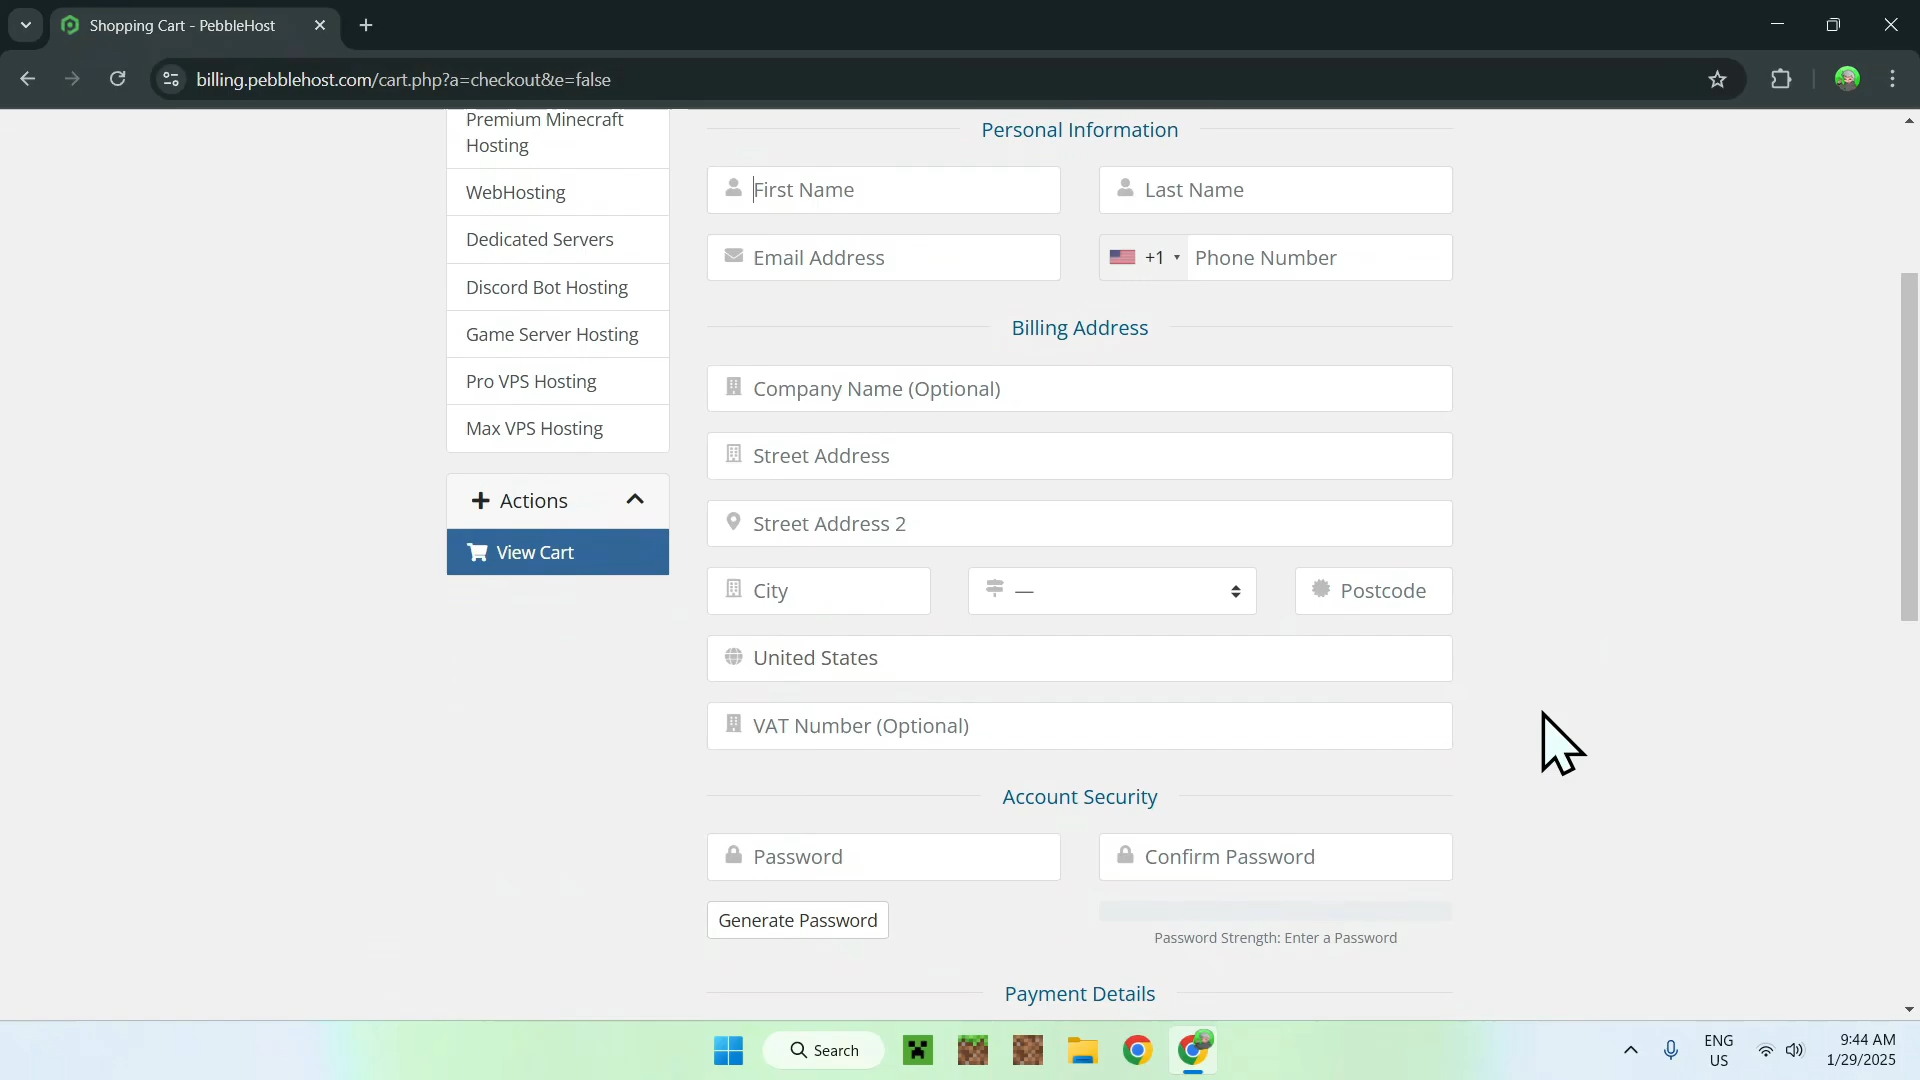 Shopping Cart - PebbleHost
billing.pebblehost.com/cart.php?a=checkout&e=false
Premium Minecraft
Hosting
WebHosting
Dedicated Servers
Discord Bot Hosting
Game Server Hosting
Pro VPS Hosting
Max VPS Hosting
Actions
View Cart
Personal Information
First Name
Last Name
Email Address
+1
Phone Number
Billing Address
Company Name (Optional)
Street Address
Street Address 2
City
—
Postcode
United States
VAT Number (Optional)
Account Security
Password
Confirm Password
Generate Password
Password Strength: Enter a Password
Payment Details
Search
ENG
US
9:44 AM
1/29/2025